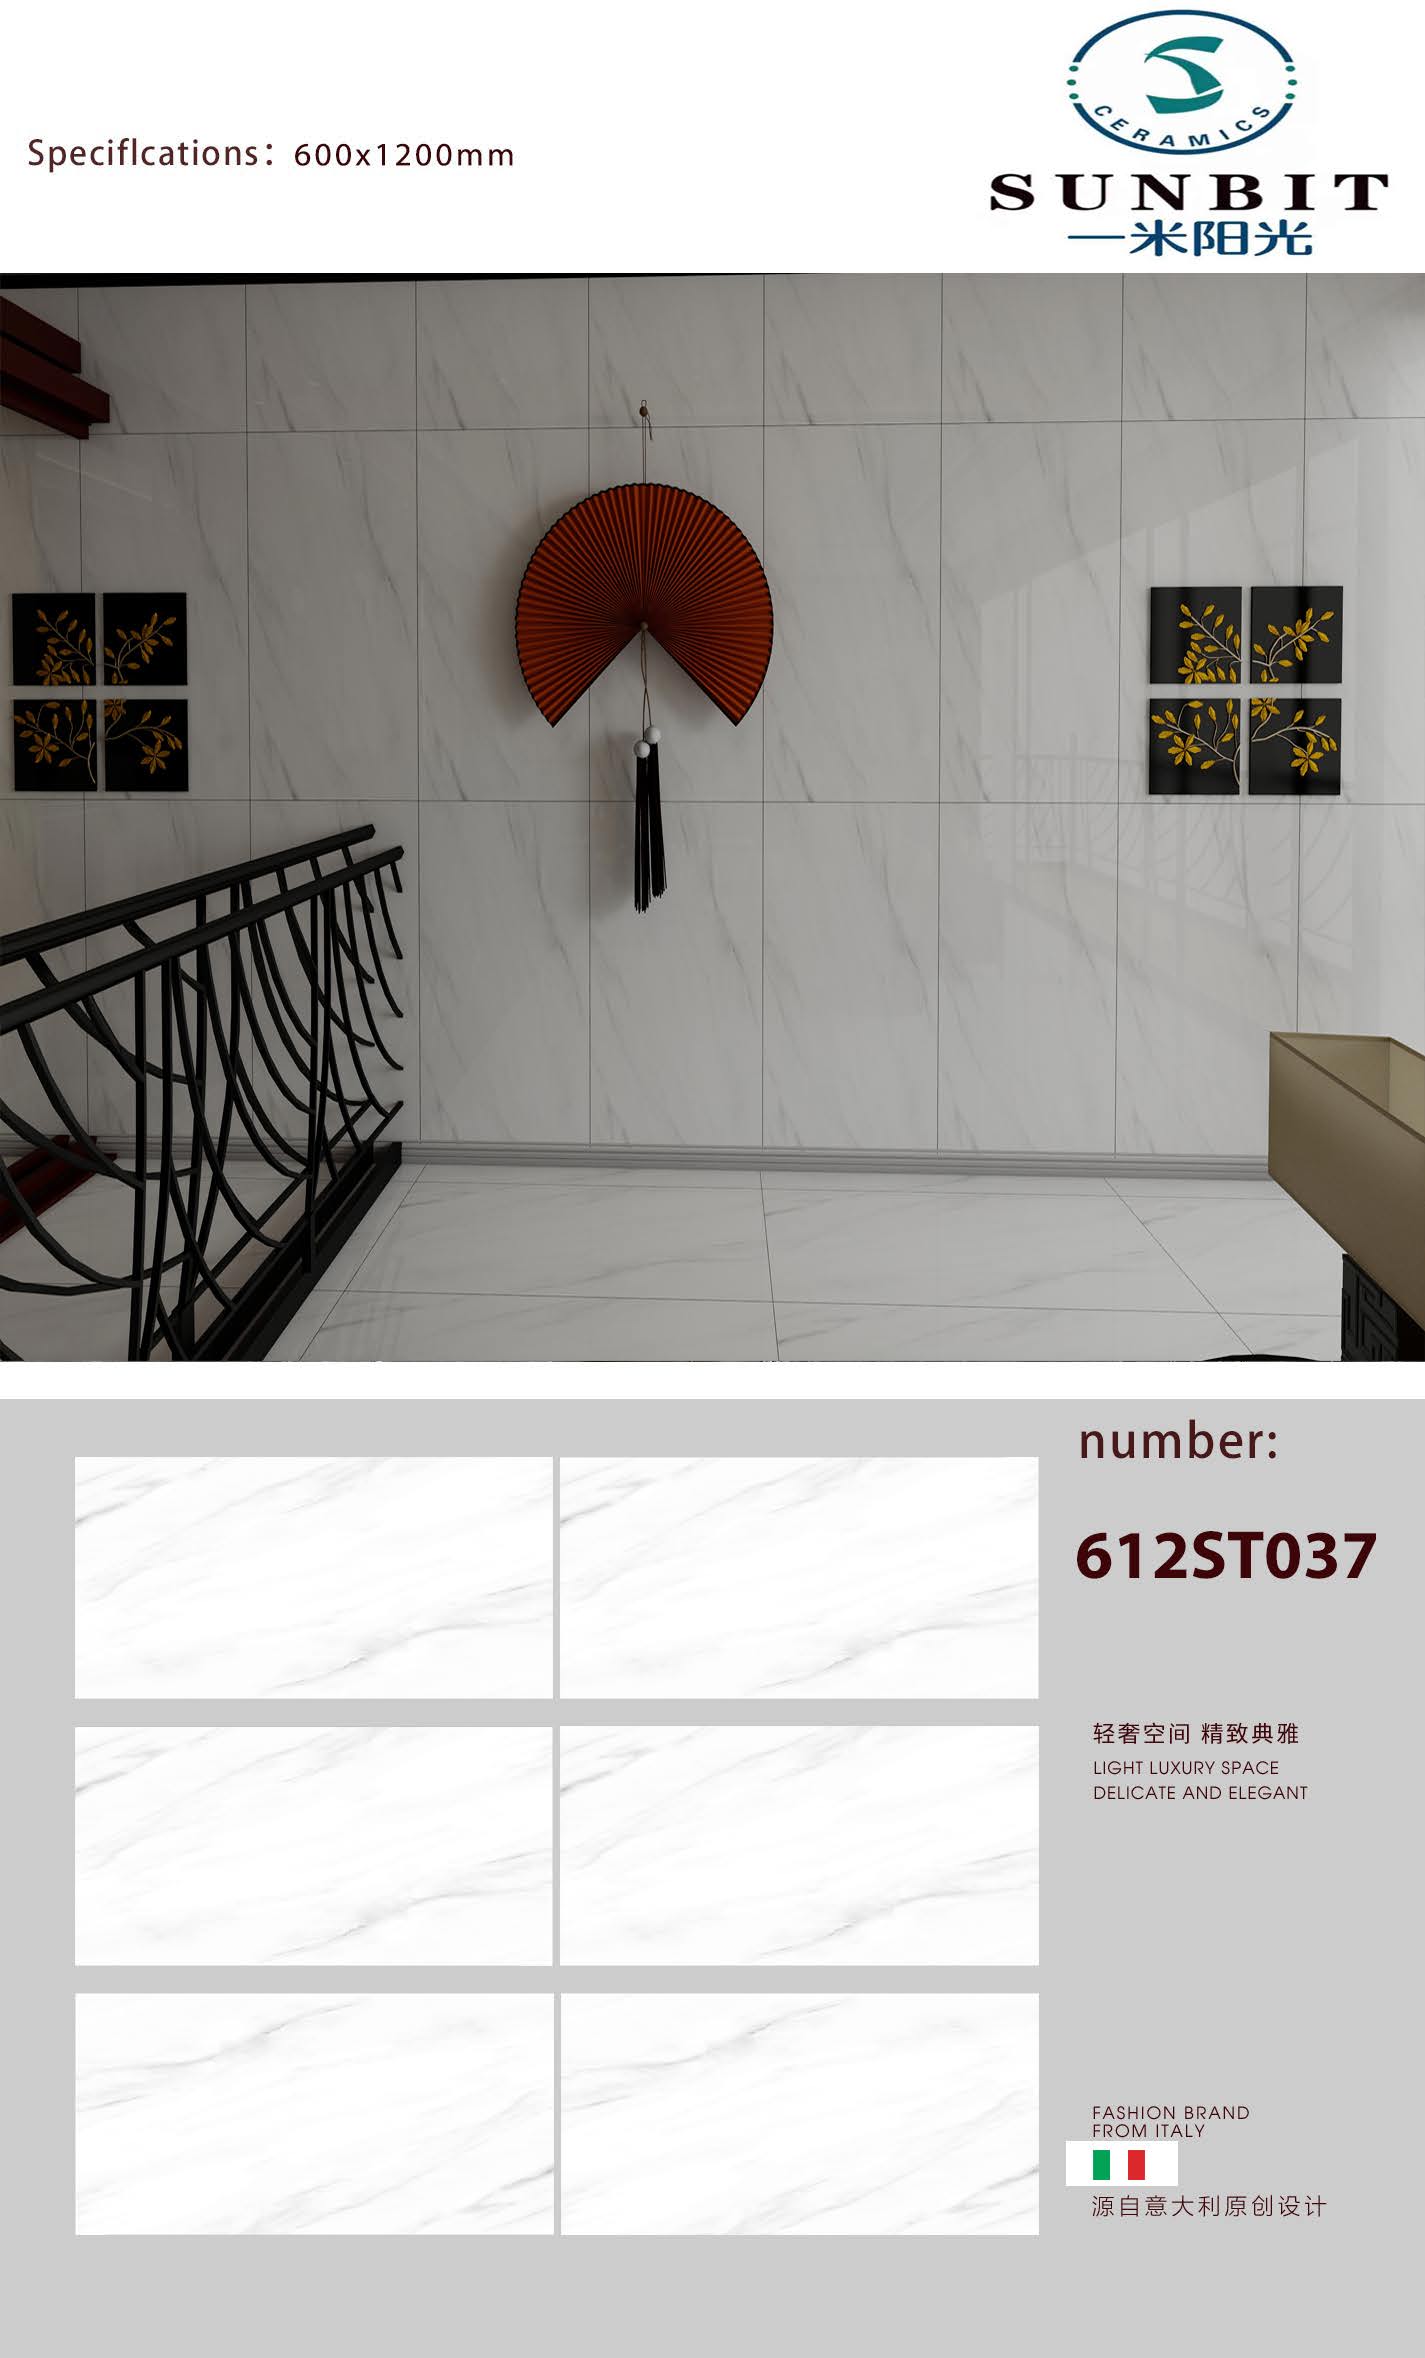 CERAMICS
SUNBIT
一米阳光
Speciflcations：600x1200mm
number:
612ST037
轻奢空间 精致典雅
LIGHT LUXURY SPACE
DELICATE AND ELEGANT
FASHION BRAND
FROM ITALY
源自意大利原创设计